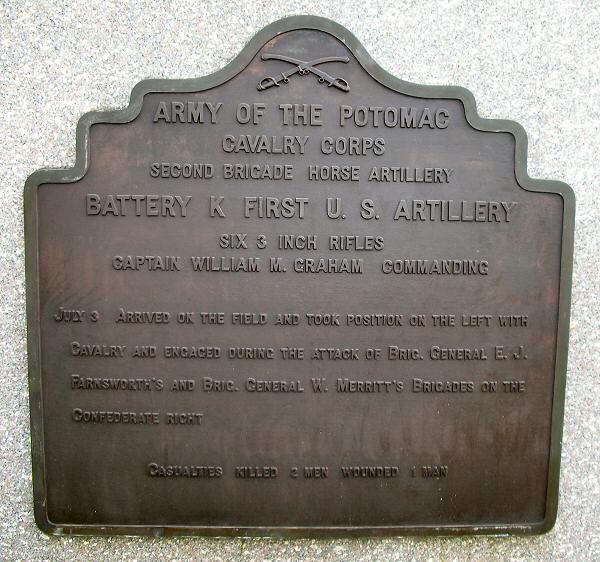 ARMY OF THE POTOMAC
CAVALRY CORPS
SECOND BRIGADE HORSE ARTILLERY
BATTERY K FIRST U. S. ARTILLERY
SIX 3 INCH RIFLES
CAPTAIN WILLIAM M. GRAHAM COMMANDING
JULY 3 ARRIVED ON THE FIELD AND TOOK POSITION ON THE LEFT WITH
CAVALRY AND ENGAGED DURING THE ATTACK OF BRIG. GENERAL E. J.
FARNSWORTH'S AND BRIG. GENERAL W. MERRITT'S BRIGADES ON THE
CONFEDERATE RIGHT
CASUALTIES KILLED 2 MEN WOUNDED 1 MAN